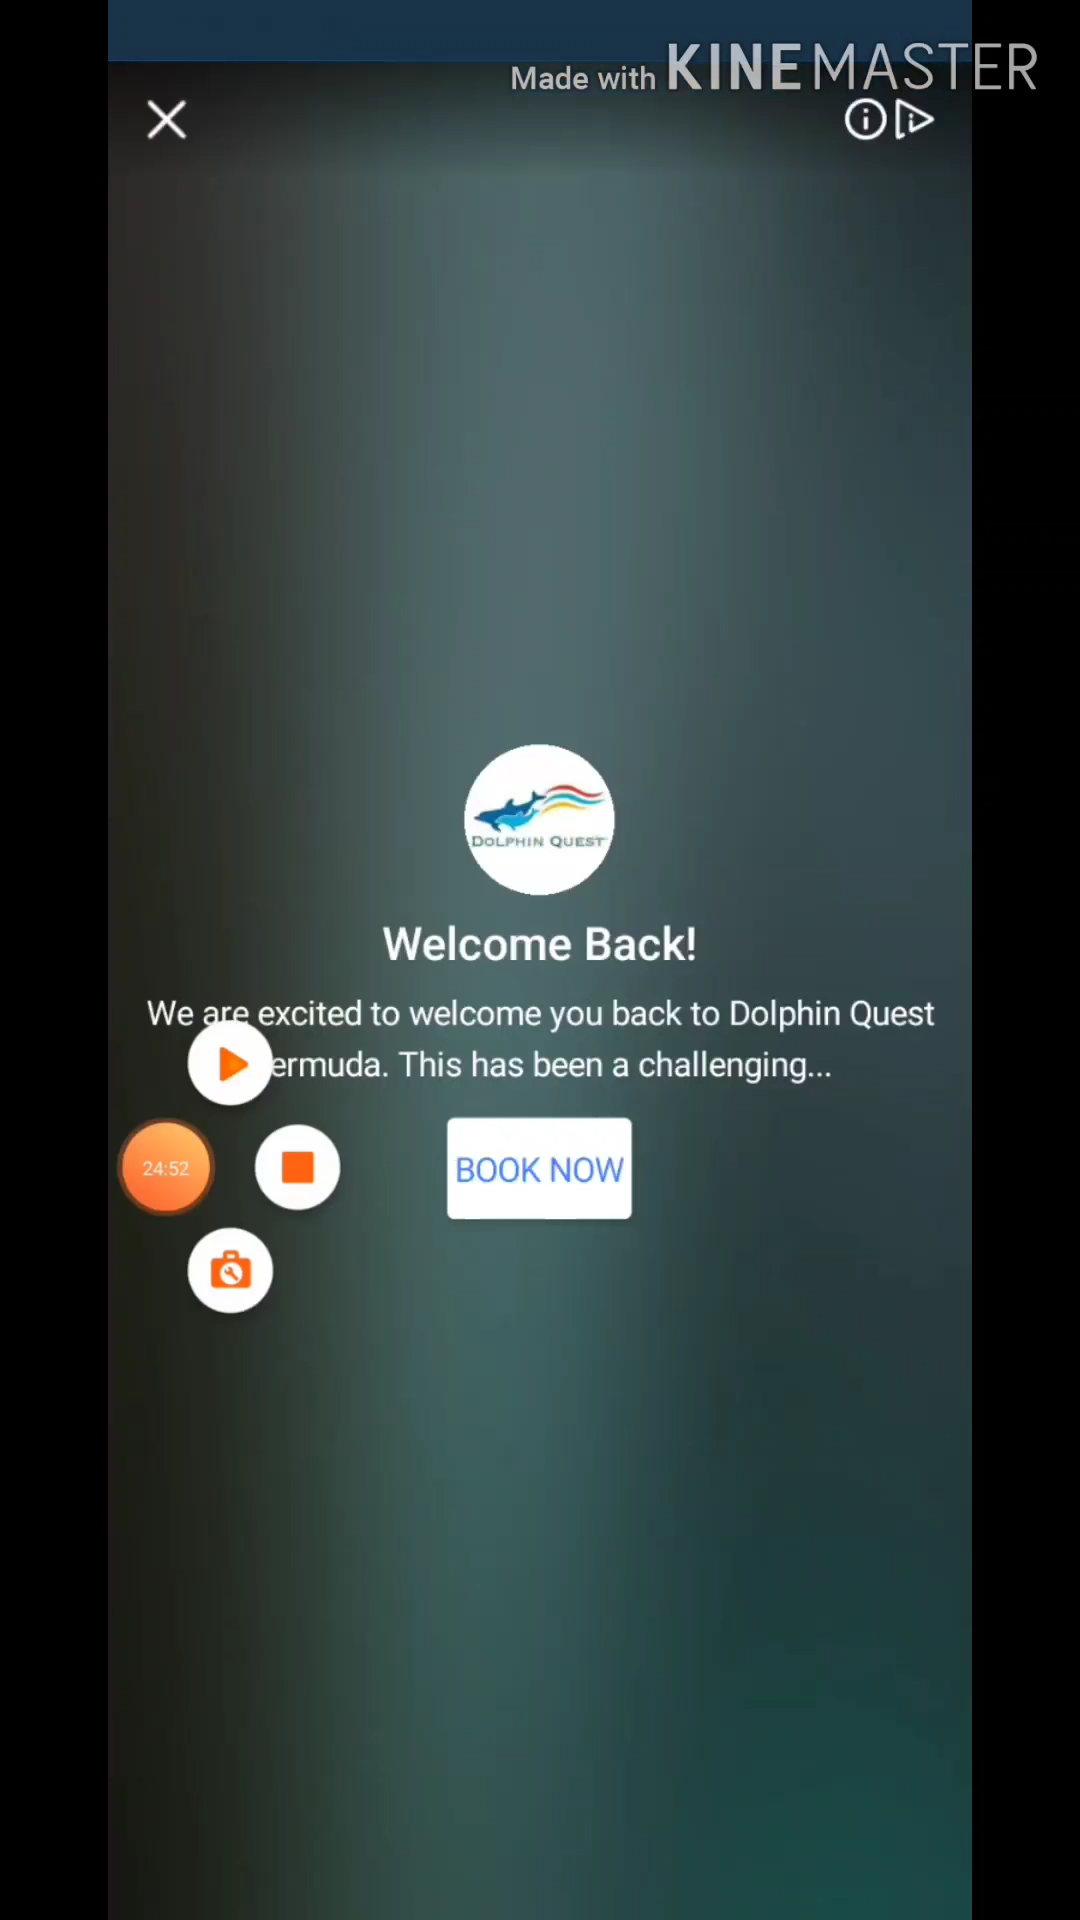 Made with KINEMASTER
DOLPHIN QUEST
Welcome Back!
We are excited to welcome you back to Dolphin Quest
ermuda. This has been a challenging...
24:52
BOOK NOW